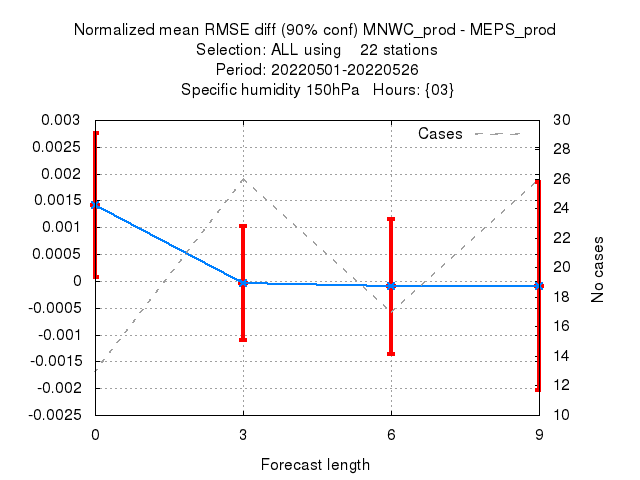 Normalized mean RMSE diff (90% conf) MNWC_prod - MEPS_prod
Selection: ALL using 22 stations
Period: 20220501-20220526
Specific humidity 150hPa Hours: {03}
Cases
0.003
0.0025
0.002
0.0015
0.001
0.0005
0
-0.0005
-0.001
-0.0015
-0.002
-0.0025
30
28
26
24
22
20
18
16
14
12
10
No cases
0 3 6 9
Forecast length